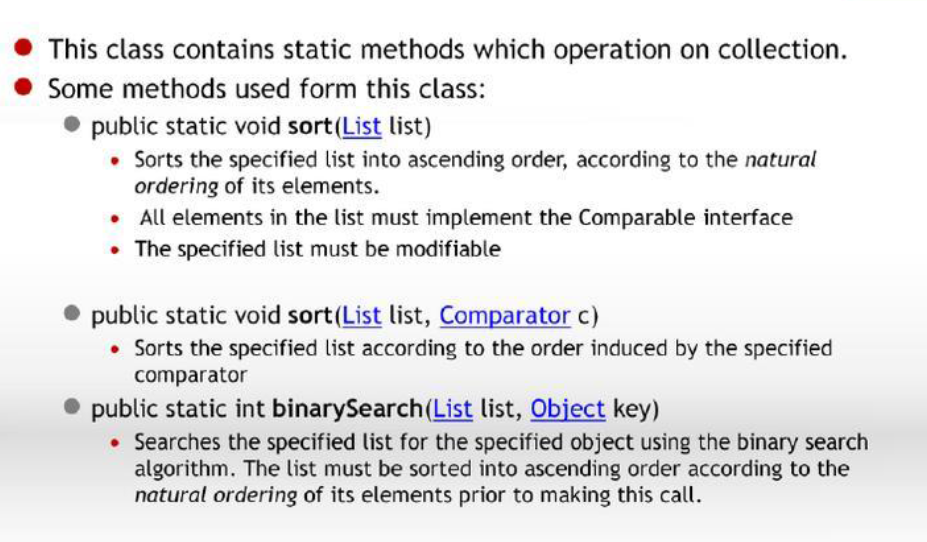 This class contains static methods which operation on collection.
Some methods used form this class:
public static void sort(List list)
Sorts the specified list into ascending order, according to the natural
ordering of its elements.
All elements in the list must implement the Comparable interface
The specified list must be modifiable
public static void sort(List list, Comparator c)
Sorts the specified list according to the order induced by the specified
comparator
public static int binarySearch(List list, Object key)
Searches the specified list for the specified object using the binary search
algorithm. The list must be sorted into ascending order according to the
natural ordering of its elements prior to making this call.